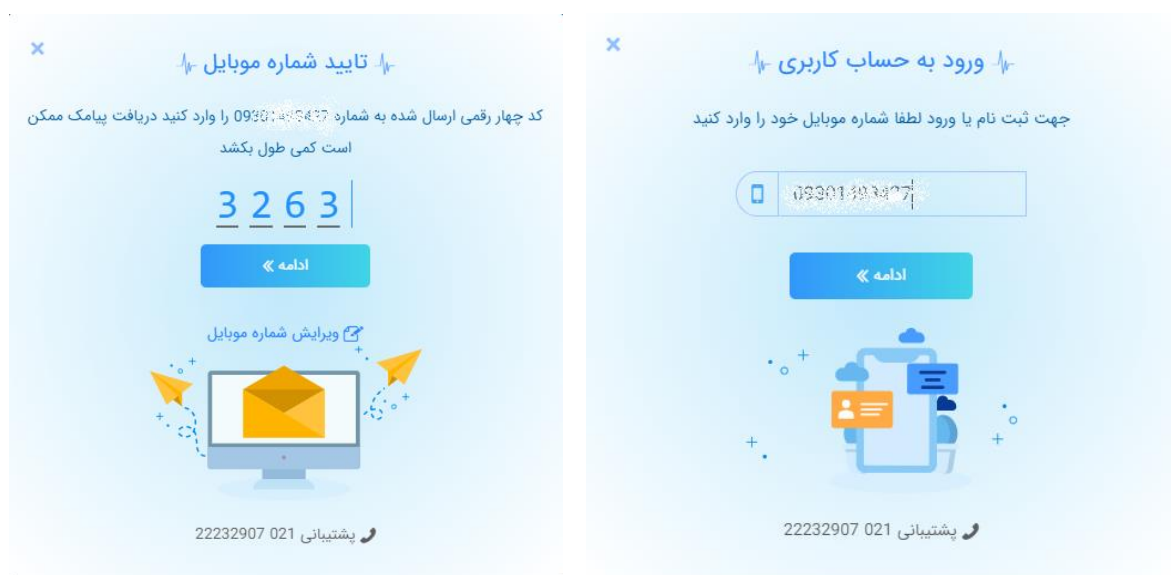 ورود به حساب کاربری
جهت ثبت نام یا ورود لطفا شماره موبایل خود را وارد کنید
ادامه »
پشتیبانی 021 22232907
تایید شماره موبایل
کد چهار رقمی ارسال شده به شماره را وارد کنید دریافت پیامک ممکن
است کمی طول بکشد
3 2 6 3
ادامه »
ویرایش شماره موبایل
پشتیبانی 021 22232907